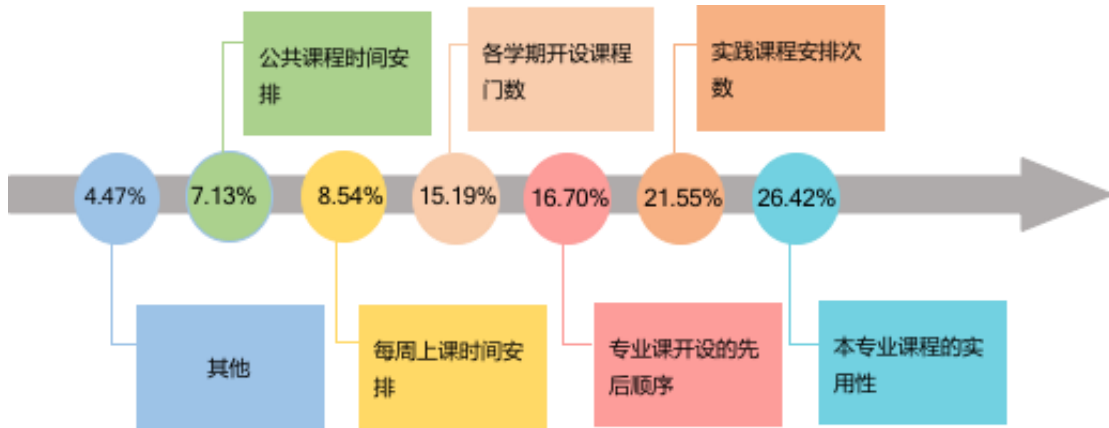 公共课程时间安
排
各学期开设课程
门数
实践课程安排次
数
4.47%
7.13%
8.54%
15.19%
16.70%
21.55%
26.42%
其他
每周上课时间安
排
专业课开设的先
后顺序
本专业课程的实
用性